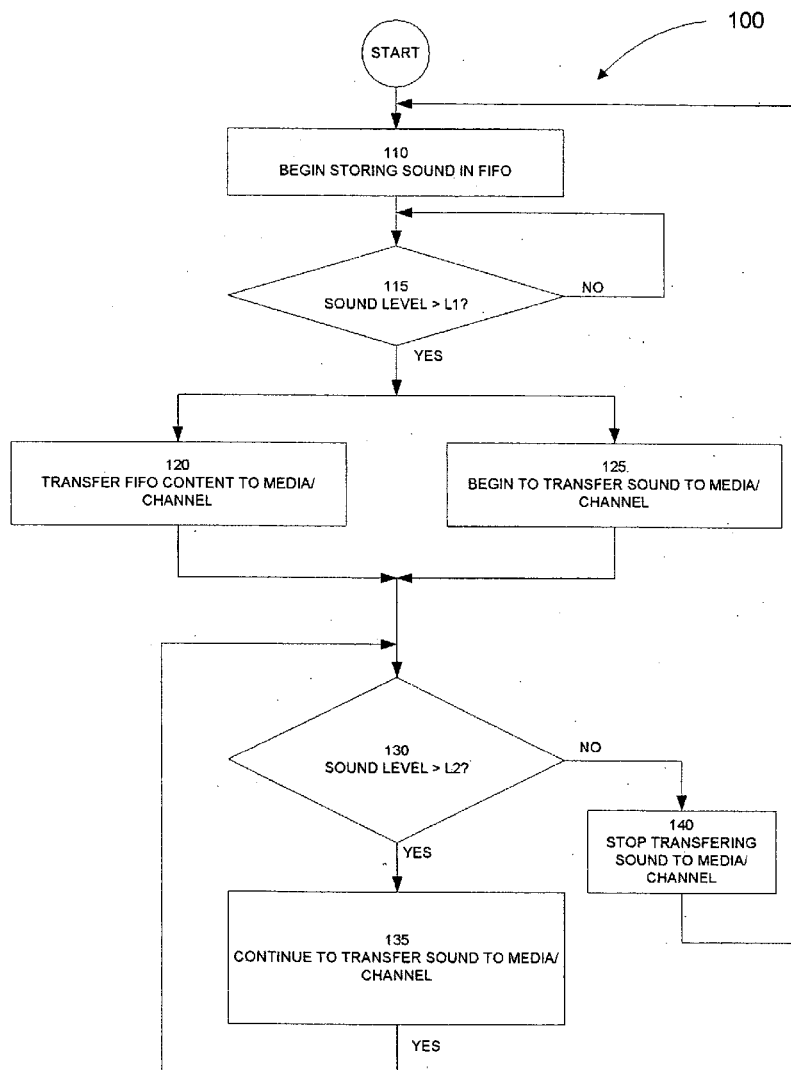 100
START
110
BEGIN STORING SOUND IN FIFO
115
SOUND LEVEL > L1?
NO
YES
120
TRANSFER FIFO CONTENT TO MEDIA/
CHANNEL
125.
BEGIN TO TRANSFER SOUND TO MEDIA/
CHANNEL
130
SOUND LEVEL > L2?
NO
YES
140
STOP TRANSFERING
SOUND TO MEDIA/
CHANNEL
135
CONTINUE TO TRANSFER SOUND TO MEDIA/
CHANNEL
YES